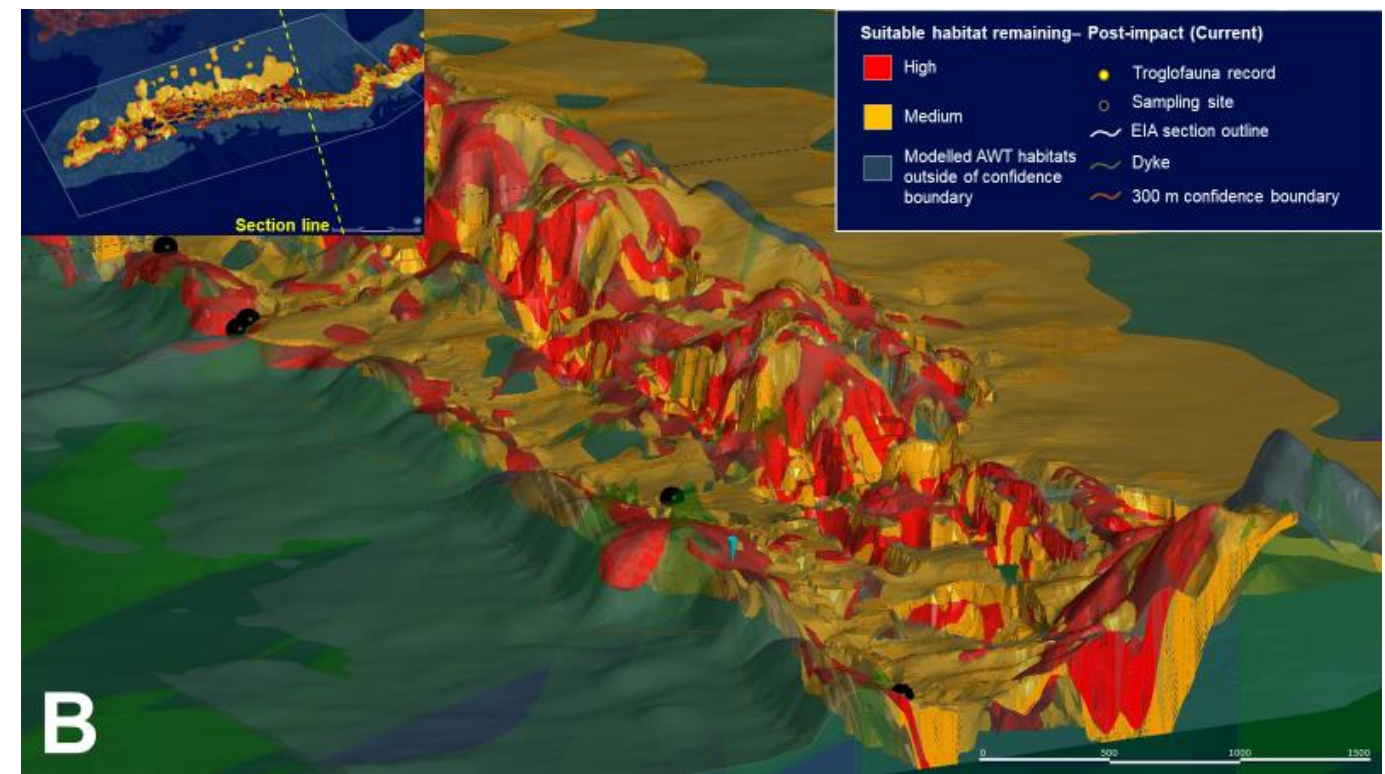 Section line
Suitable habitat remaining– Post-impact (Current)
High
Medium
Modelled AWT habitats
outside of confidence
boundary
Troglofauna record
Sampling site
EIA section outline
Dyke
300 m confidence boundary
B
0 500 1000 1500